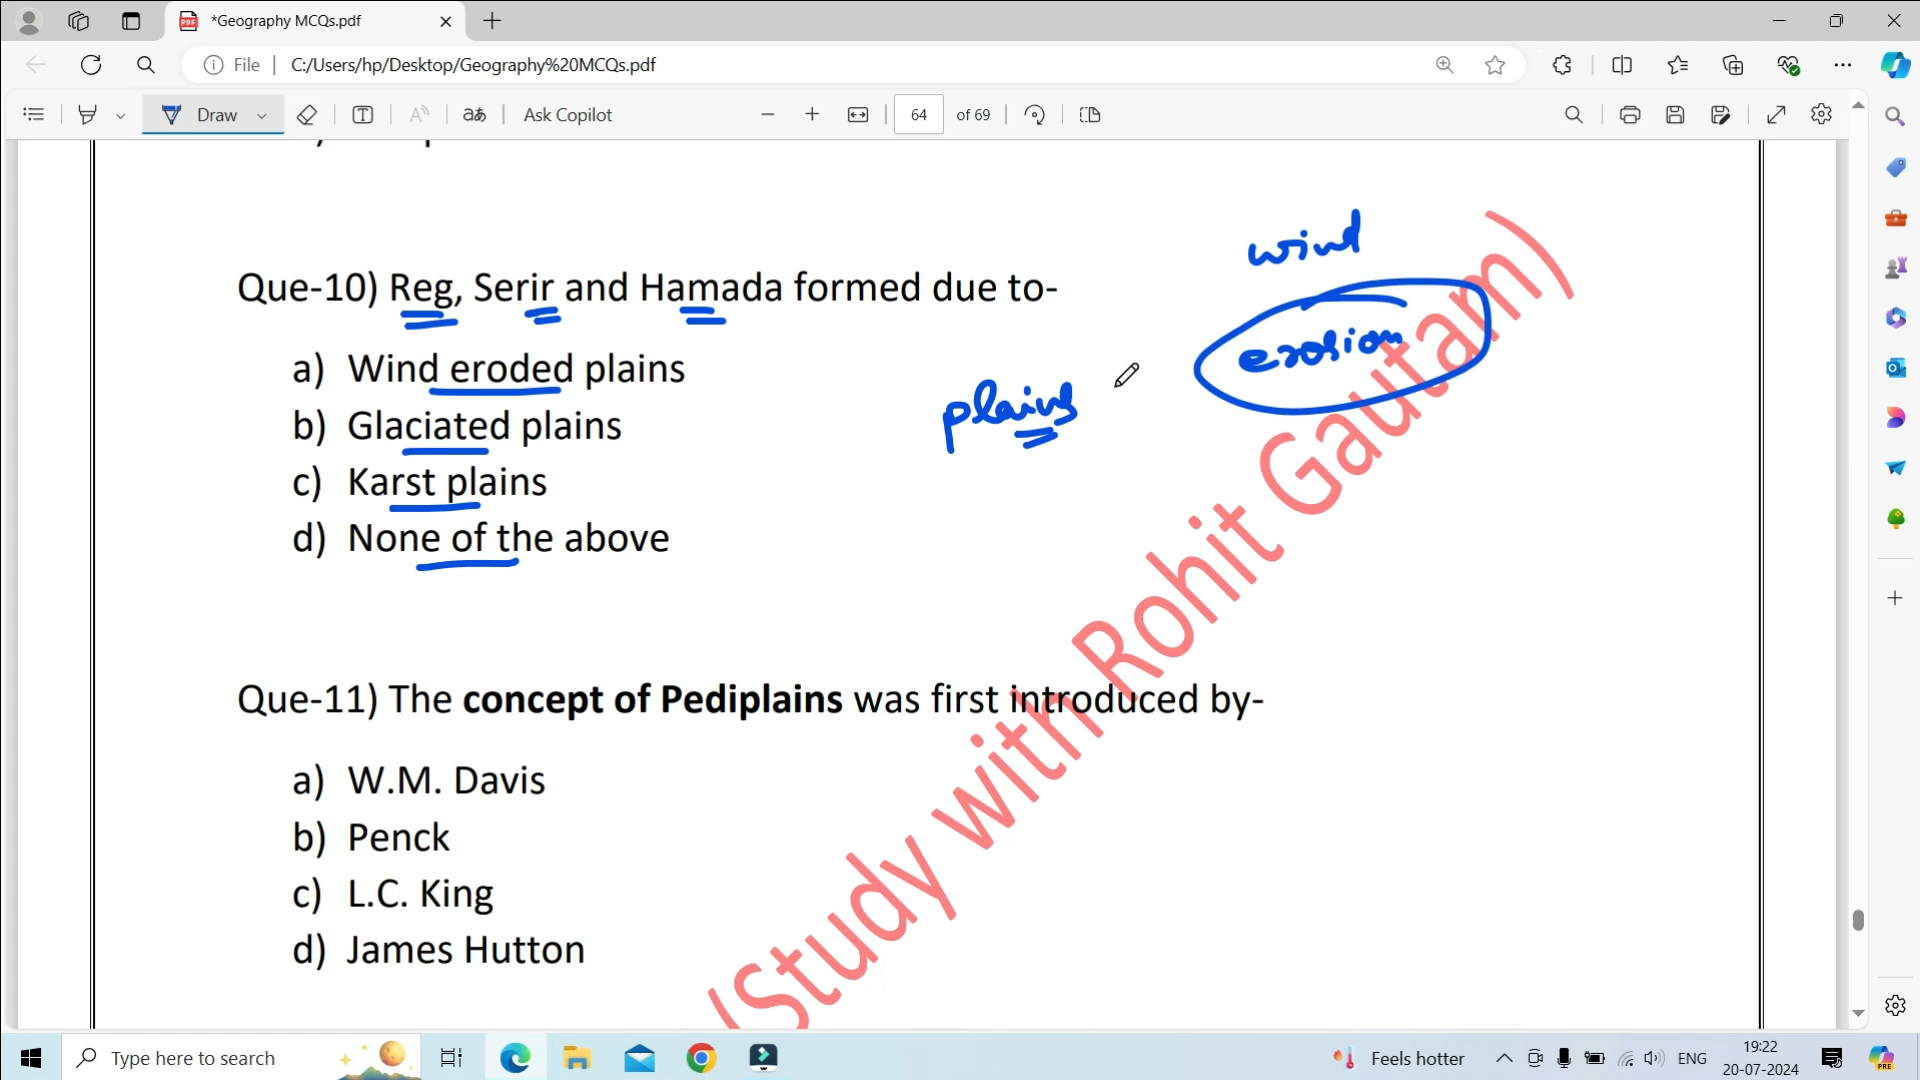 *Geography MCQs.pdf
File
C:/Users/hp/Desktop/Geography%20MCQs.pdf
Draw
Ask Copilot
64
of 69
Que-10) Reg, Serir and Hamada formed due to-
wind
erosion
plains
a) Wind eroded plains
b) Glaciated plains
c) Karst plains
d) None of the above
Que-11) The concept of Pediplains was first introduced by-
a) W.M. Davis
b) Penck
c) L.C. King
d) James Hutton
(Study with Rohit Gautam)
Type here to search
Feels hotter
ENG
19:22
20-07-2024